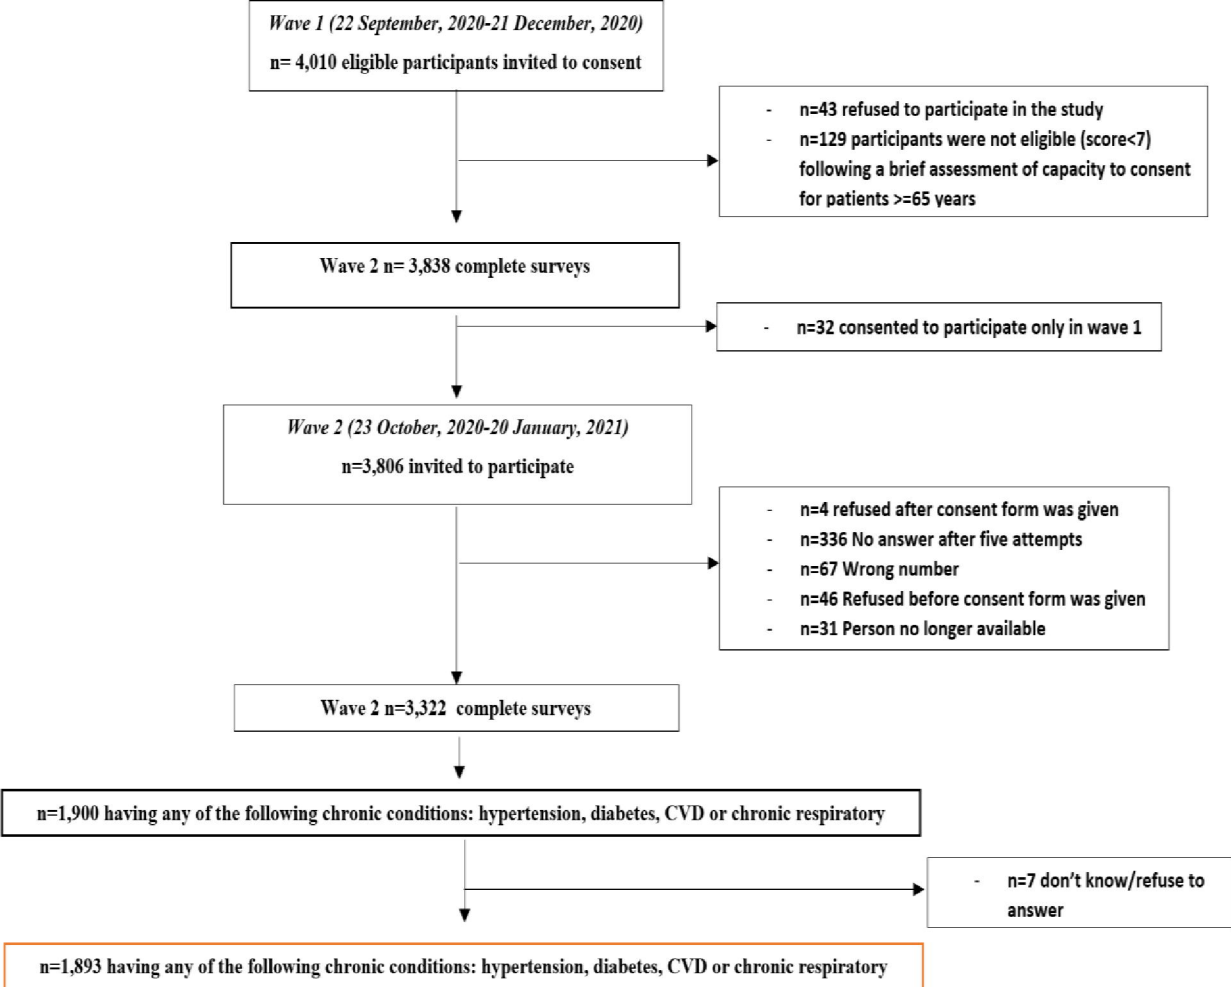 Wave 1 (22 September, 2020-21 December, 2020)
n= 4,010 eligible participants invited to consent
- n=43 refused to participate in the study
- n=129 participants were not eligible (score<7)
following a brief assessment of capacity to consent
for patients >=65 years
Wave 2 n= 3,838 complete surveys
- n=32 consented to participate only in wave 1
Wave 2 (23 October, 2020-20 January, 2021)
n=3,806 invited to participate
- n=4 refused after consent form was given
- n=336 No answer after five attempts
- n=67 Wrong number
- n=46 Refused before consent form was given
- n=31 Person no longer available
Wave 2 n=3,322 complete surveys
n=1,900 having any of the following chronic conditions: hypertension, diabetes, CVD or chronic respiratory
- n=7 don’t know/refuse to
answer
n=1,893 having any of the following chronic conditions: hypertension, diabetes, CVD or chronic respiratory